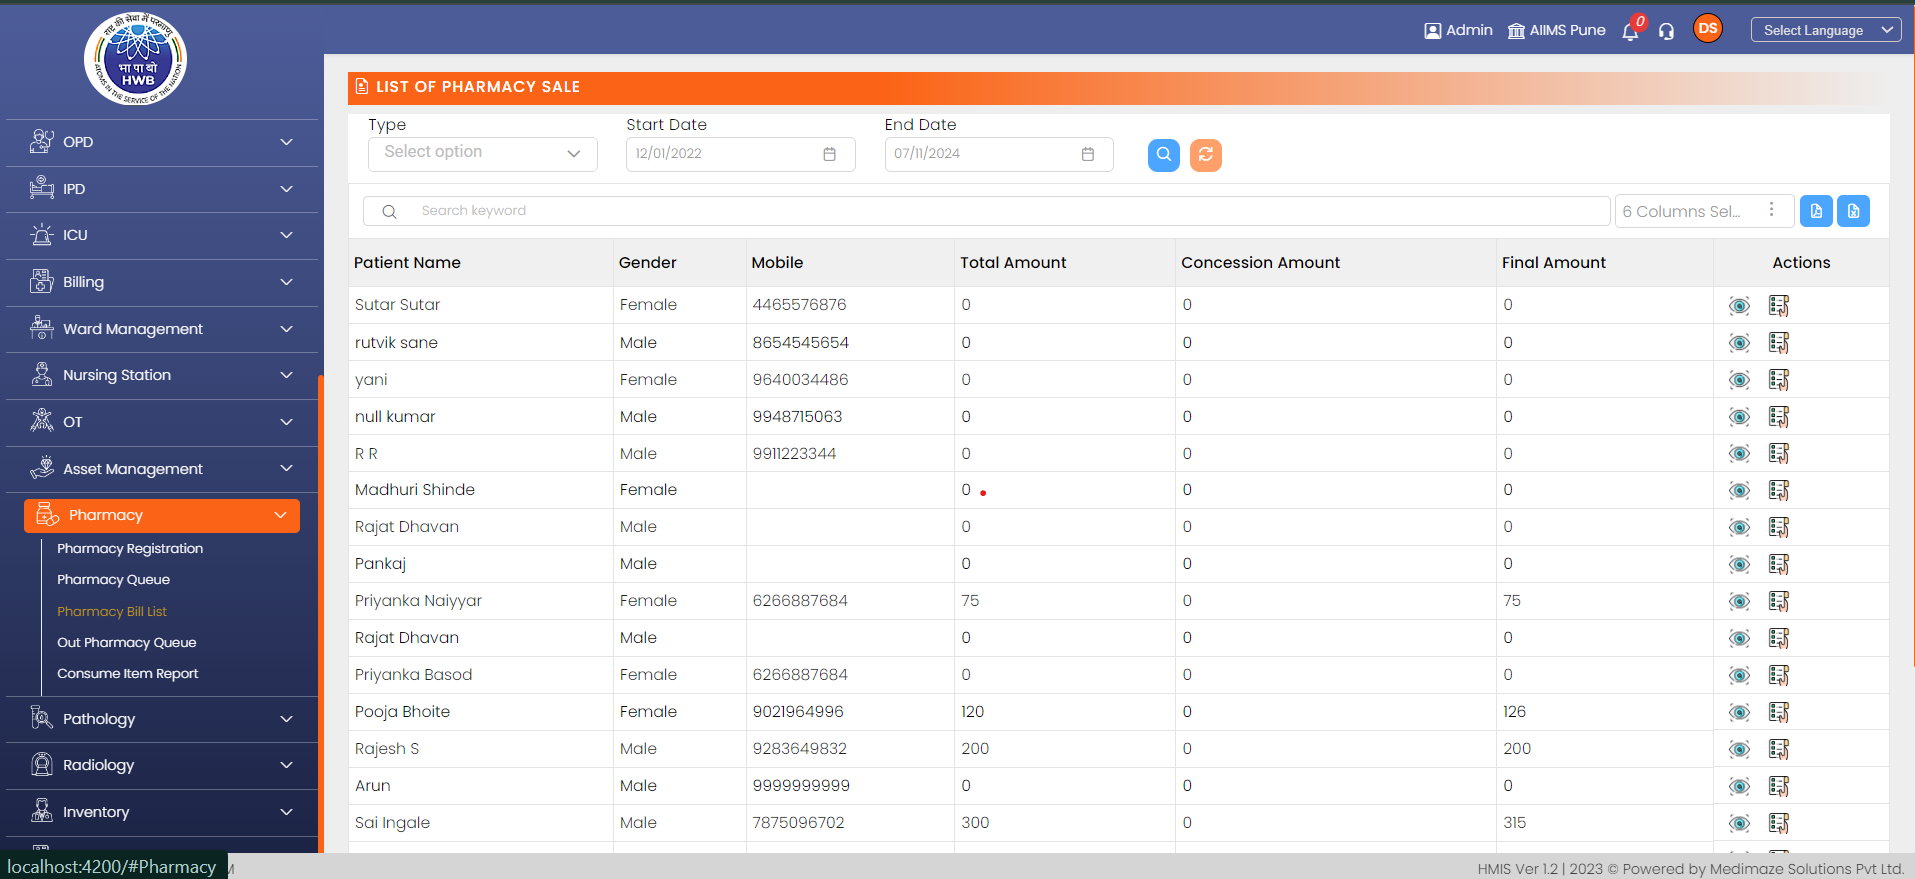 राष्ट्र की सेवा में परमाणु
भा पा बो
HWB
ATOMS IN THE SERVICE OF THE NATION
Admin
AIIMS Pune
0
DS
Select Language
OPD
IPD
ICU
Billing
Ward Management
Nursing Station
OT
Asset Management
Pharmacy
Pharmacy Registration
Pharmacy Queue
Pharmacy Bill List
Out Pharmacy Queue
Consume Item Report
Pathology
Radiology
Inventory
LIST OF PHARMACY SALE
Type Start Date End Date
Select option 12/01/2022 07/11/2024
Search keyword 6 Columns Sel...
Patient Name Gender Mobile Total Amount Concession Amount Final Amount Actions
Sutar Sutar Female 4465576876 0 0 0
rutvik sane Male 8654545654 0 0 0
yani Female 9640034486 0 0 0
null kumar Male 9948715063 0 0 0
R R Male 9911223344 0 0 0
Madhuri Shinde Female 0 0 0
Rajat Dhavan Male 0 0 0
Pankaj Male 0 0 0
Priyanka Naiyyar Female 6266887684 75 0 75
Rajat Dhavan Male 0 0 0
Priyanka Basod Female 6266887684 0 0 0
Pooja Bhoite Female 9021964996 120 0 126
Rajesh S Male 9283649832 200 0 200
Arun Male 9999999999 0 0 0
Sai Ingale Male 7875096702 300 0 315
localhost:4200/#Pharmacy
HMIS Ver 1.2 | 2023 © Powered by Medimaze Solutions Pvt Ltd.